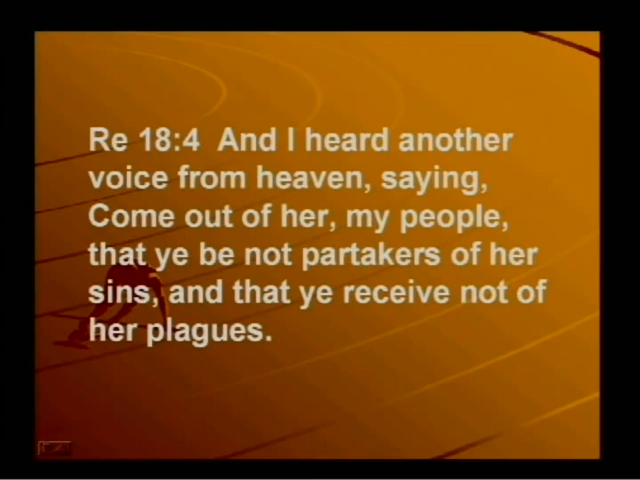 Re 18:4 And I heard another
voice from heaven, saying,
Come out of her, my people,
that ye be not partakers of her
sins, and that ye receive not of
her plagues.